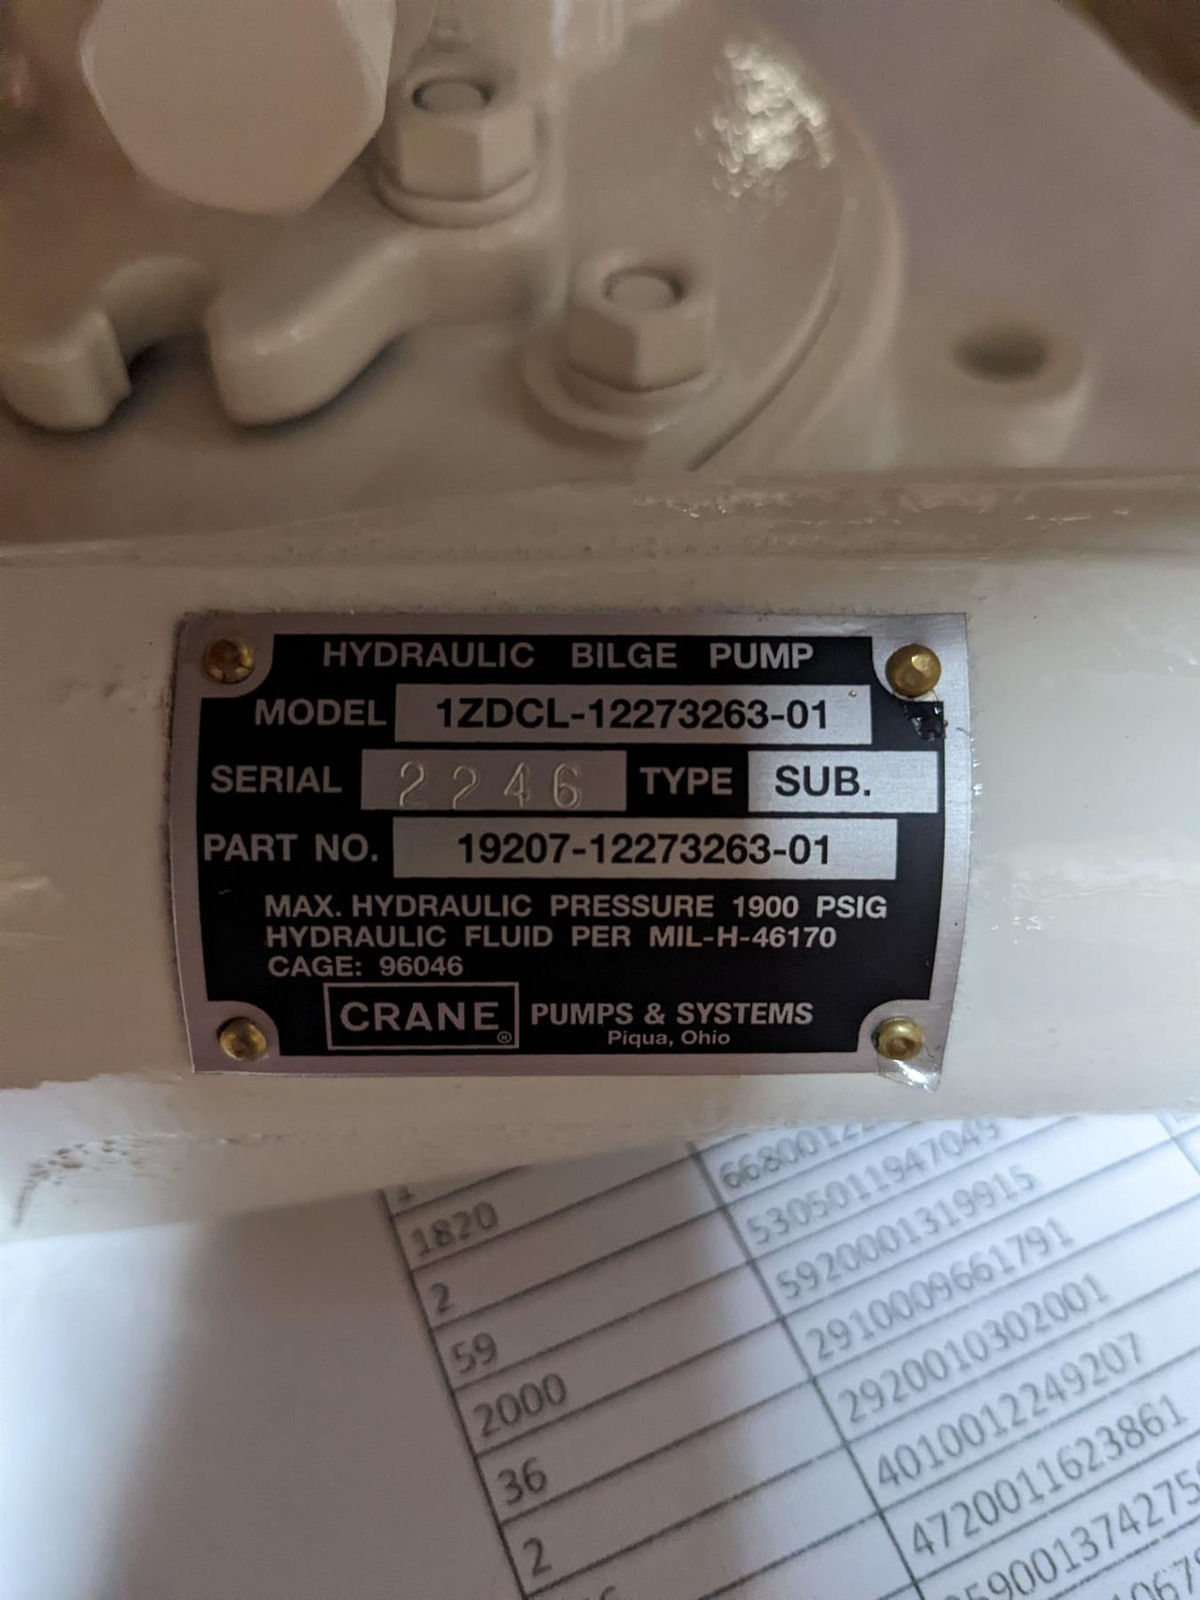 HYDRAULIC BILGE PUMP
MODEL 1ZDCL-12273263-01
SERIAL 2246 TYPE SUB.
PART NO. 19207-12273263-01
MAX. HYDRAULIC PRESSURE 1900 PSIG
HYDRAULIC FLUID PER MIL-H-46170
CAGE: 96046
CRANE® PUMPS & SYSTEMS
Piqua, Ohio
1820 5305011947049
2 5920001319915
59 2910009661791
2000 2920010302001
36 4010012249207
2 4720011623861